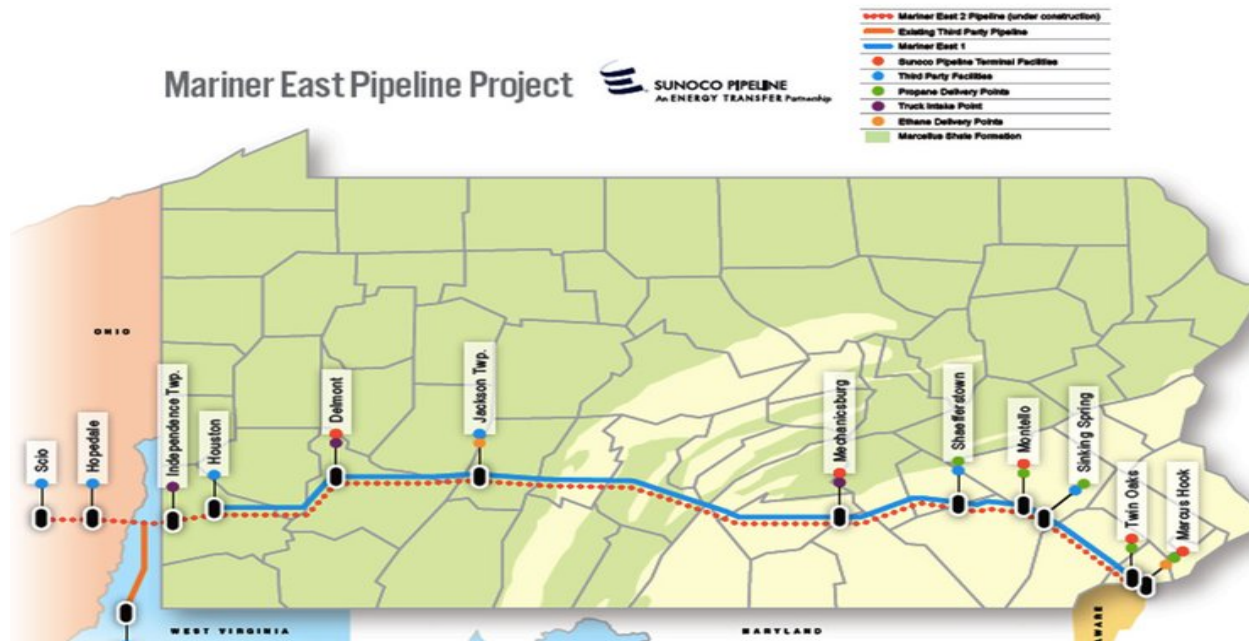 Mariner East 2 Pipeline (under construction)
Existing Third Party Pipeline
Mariner East 1
Sunoco Pipeline Terminal Facilities
Third Party Facilities
Propane Delivery Points
Truck Intake Point
Ethane Delivery Points
Marcellus Shale Formation
Mariner East Pipeline Project
SUNOCO PIPELINE
An ENERGY TRANSFER Partnership
OHIO
Scio
Hopedale
Independence Twp.
Houston
Delmont
Jackson Twp.
Mechanicsburg
Shaefferstown
Montello
Sinking Spring
Twin Oaks
Marcus Hook
WEST VIRGINIA
MARYLAND
AWARE